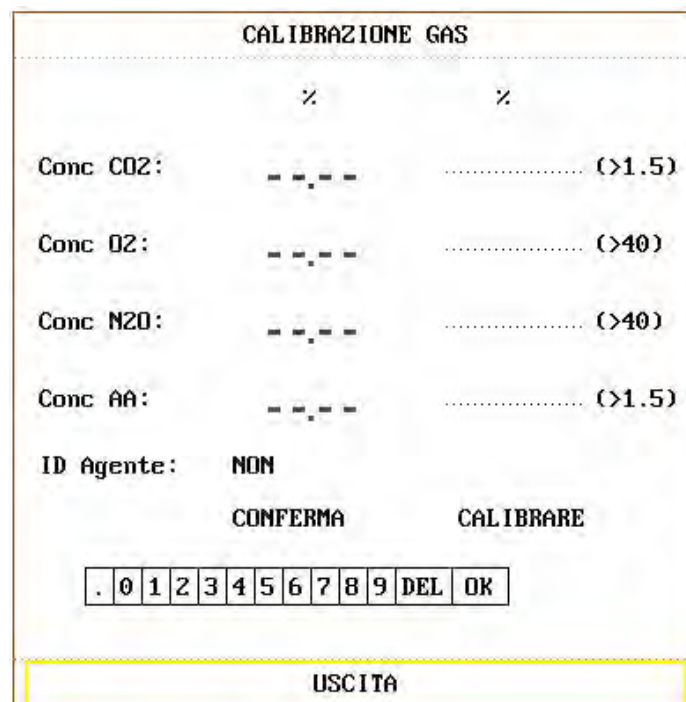 CALIBRAZIONE GAS
% %
Conc CO2: --.-- ................. (>1.5)
Conc O2: --.-- ................. (>40)
Conc N2O: --.-- ................. (>40)
Conc AA: --.-- ................. (>1.5)
ID Agente: NON
CONFERMA CALIBRARE
. 0 1 2 3 4 5 6 7 8 9 DEL OK
USCITA